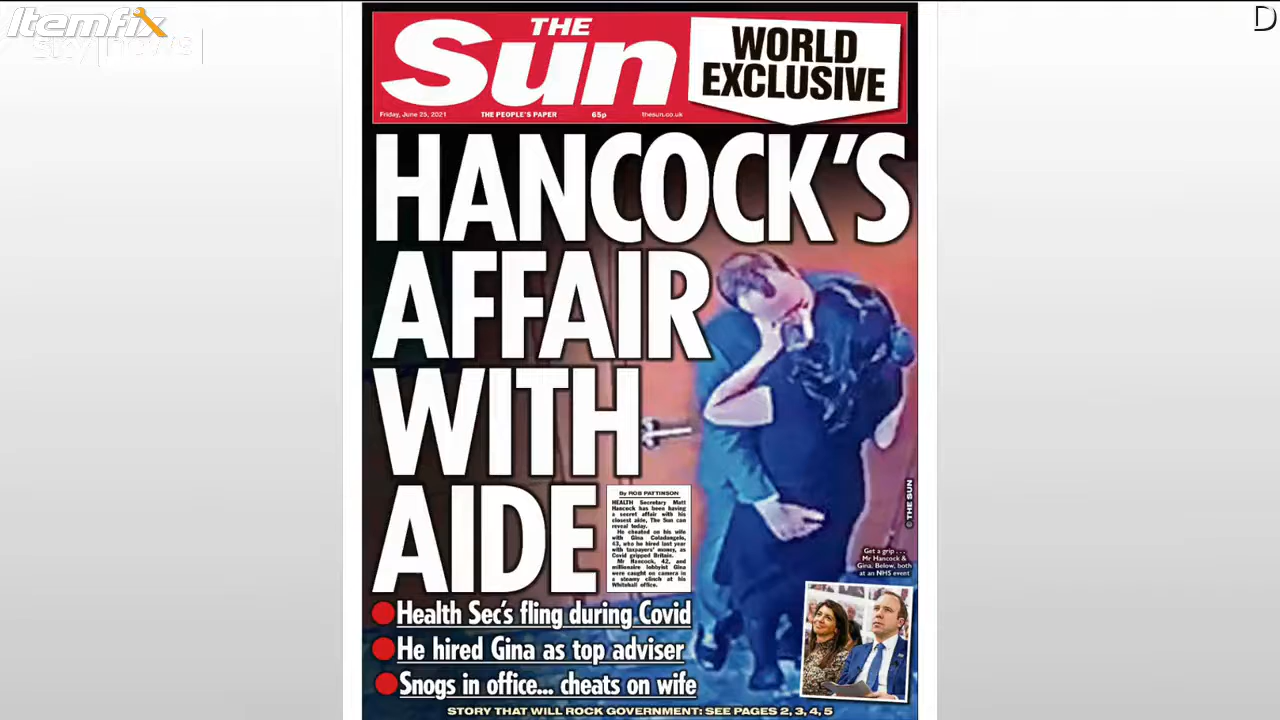 Itemfix
D
THE
Sun
WORLD
EXCLUSIVE
Friday, June 25, 2021
THE PEOPLE'S PAPER
65p
thesun.co.uk
HANCOCK'S
AFFAIR
WITH
AIDE
By ROB PATTINSON
HEALTH Secretary Matt
Hancock has been having
a secret affair with his
closest aide, The Sun can
reveal today.
He cheated on his wife
with Gina Coladangelo,
43, who he hired last year
with taxpayers' money, as
Covid gripped Britain.
Mr Hancock, 42, and
millionaire lobbyist Gina
were caught on camera in
a steamy clinch at his
Whitehall office.
© THE SUN
Get a grip . . .
Mr Hancock &
Gina. Below, both
at an NHS event
Health Sec's fling during Covid
He hired Gina as top adviser
Snogs in office... cheats on wife
STORY THAT WILL ROCK GOVERNMENT: SEE PAGES 2, 3, 4, 5